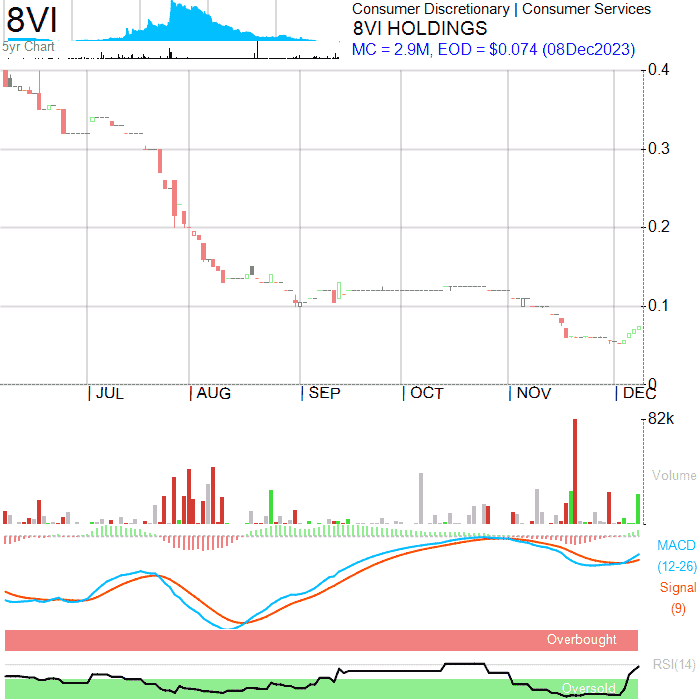 8VI
5yr Chart
Consumer Discretionary | Consumer Services
8VI HOLDINGS
MC = 2.9M, EOD = $0.074 (08Dec2023)
0.4
0.3
0.2
0.1
0
JUL AUG SEP OCT NOV DEC
82k
Volume
MACD
(12-26)
Signal
(9)
Overbought
RSI(14)
Oversold